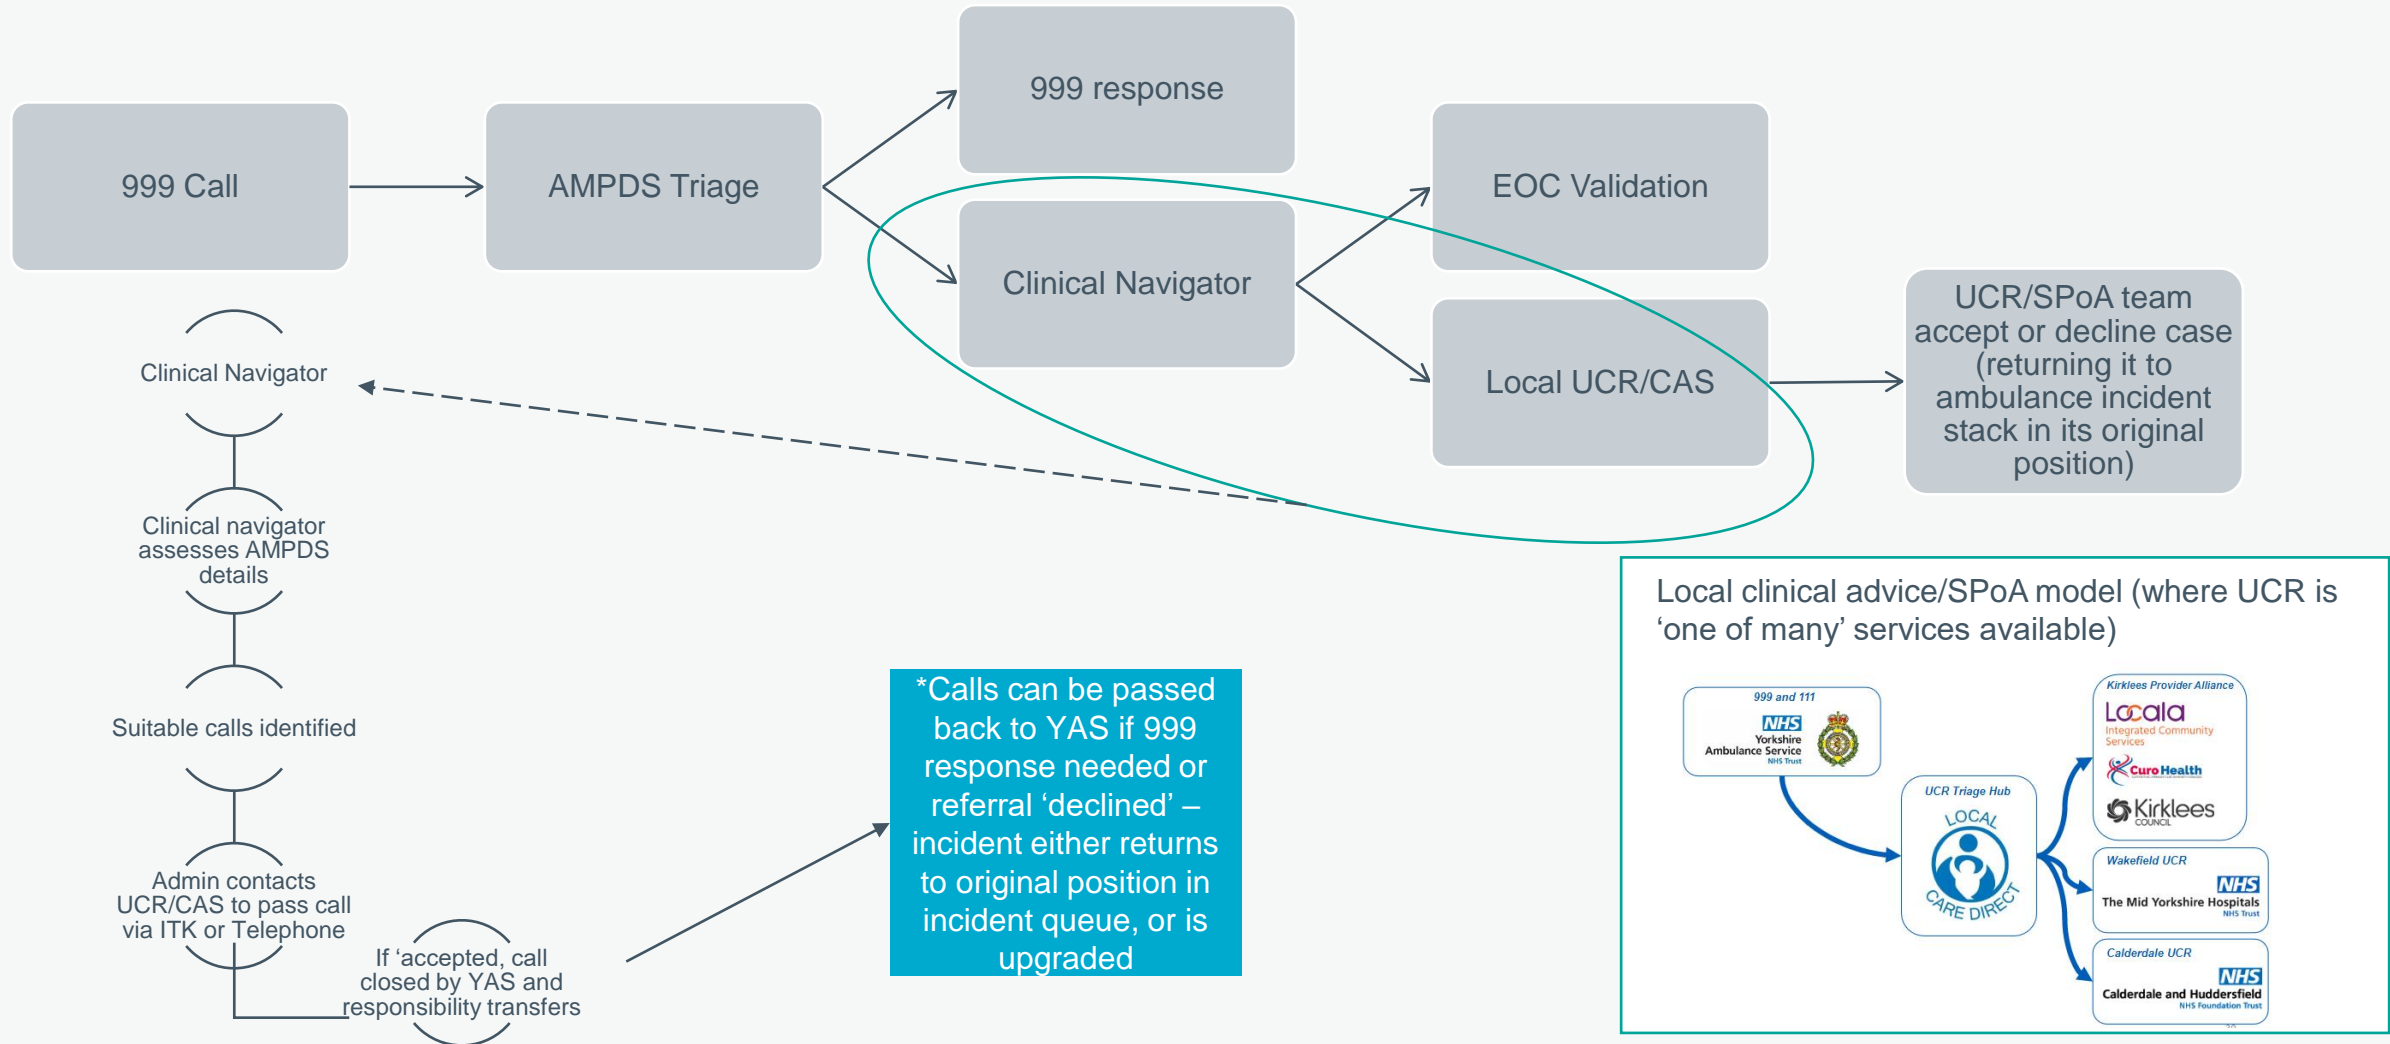 999 Call
AMPDS Triage
999 response
Clinical Navigator
EOC Validation
Local UCR/CAS
UCR/SPoA team
accept or decline case
(returning it to
ambulance incident
stack in its original
position)
Clinical Navigator
Clinical navigator
assesses AMPDS
details
Suitable calls identified
Admin contacts
UCR/CAS to pass call
via ITK or Telephone
If ‘accepted, call
closed by YAS and
responsibility transfers
*Calls can be passed
back to YAS if 999
response needed or
referral ‘declined’ –
incident either returns
to original position in
incident queue, or is
upgraded
Local clinical advice/SPoA model (where UCR is
‘one of many’ services available)
999 and 111
NHS
Yorkshire
Ambulance Service
NHS Trust
UCR Triage Hub
LOCAL
CARE DIRECT
Kirklees Provider Alliance
Locala
Integrated Community
Services
Curo Health
Kirklees
COUNCIL
Wakefield UCR
NHS
The Mid Yorkshire Hospitals
NHS Trust
Calderdale UCR
NHS
Calderdale and Huddersfield
NHS Foundation Trust